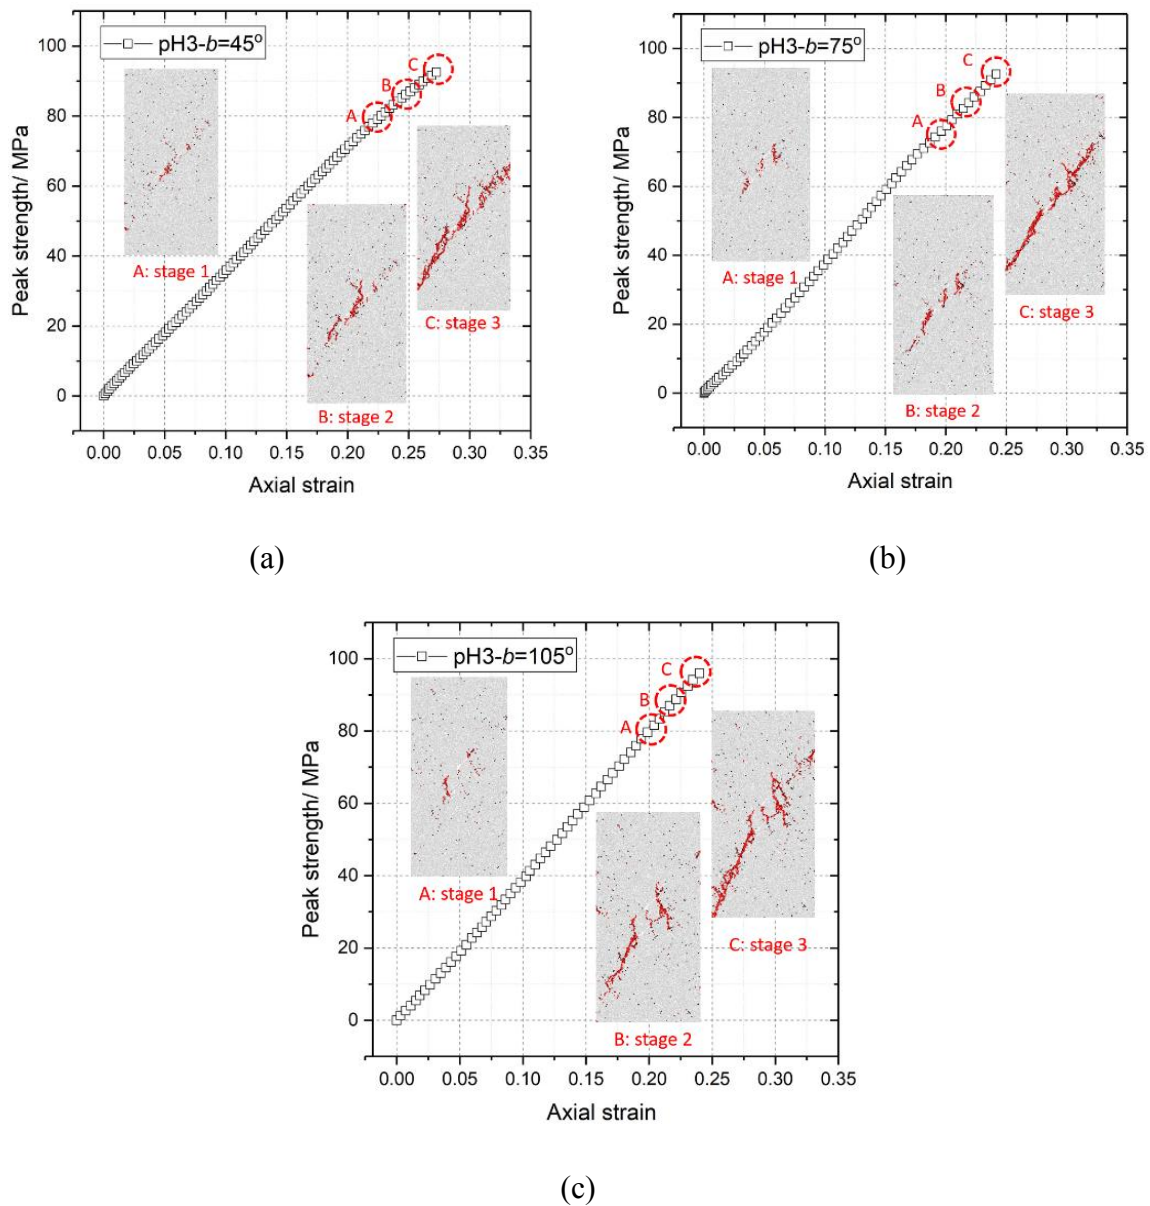 pH3-b=45°
Peak strength/ MPa
100
80
60
40
20
0
A
B
C
A: stage 1
B: stage 2
C: stage 3
0.00 0.05 0.10 0.15 0.20 0.25 0.30 0.35
Axial strain
(a)
pH3-b=75°
Peak strength/ MPa
100
80
60
40
20
0
A
B
C
A: stage 1
B: stage 2
C: stage 3
0.00 0.05 0.10 0.15 0.20 0.25 0.30 0.35
Axial strain
(b)
pH3-b=105°
Peak strength/ MPa
100
80
60
40
20
0
A
B
C
A: stage 1
B: stage 2
C: stage 3
0.00 0.05 0.10 0.15 0.20 0.25 0.30 0.35
Axial strain
(c)